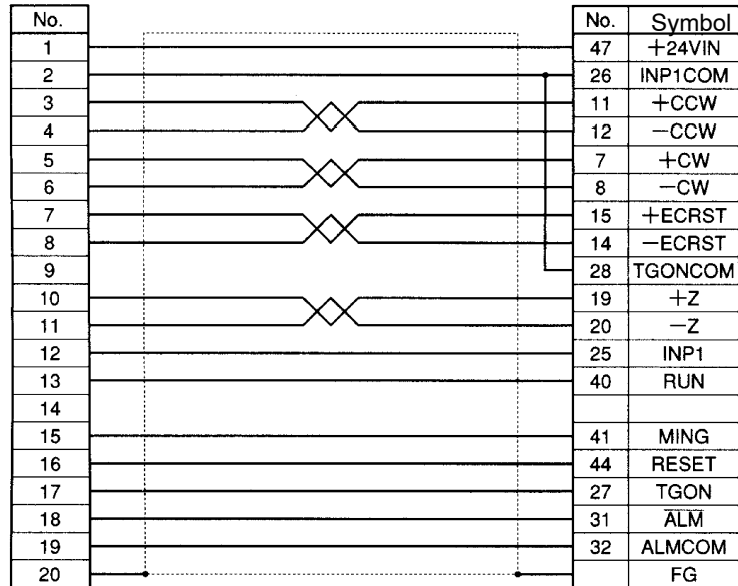 No. No. Symbol
1 47 +24VIN
2 26 INP1COM
3 11 +CCW
4 12 −CCW
5 7 +CW
6 8 −CW
7 15 +ECRST
8 14 −ECRST
9 28 TGONCOM
10 19 +Z
11 20 −Z
12 25 INP1
13 40 RUN
14
15 41 MING
16 44 RESET
17 27 TGON
18 31 A̅L̅M̅
19 32 ALMCOM
20 FG